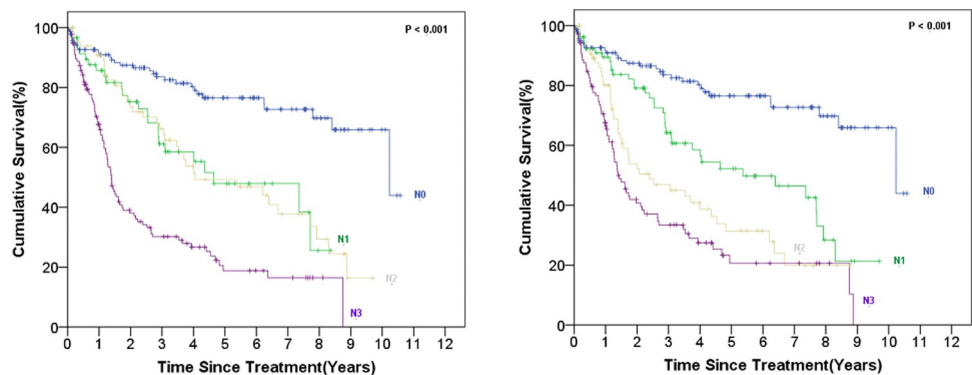 P < 0.001
Cumulative Survival(%)
100
80
60
40
20
0
N0
N1
N2
N3
0 1 2 3 4 5 6 7 8 9 10 11 12
Time Since Treatment(Years)
P < 0.001
Cumulative Survival(%)
100
80
60
40
20
0
N0
N2
N1
N3
0 1 2 3 4 5 6 7 8 9 10 11 12
Time Since Treatment(Years)